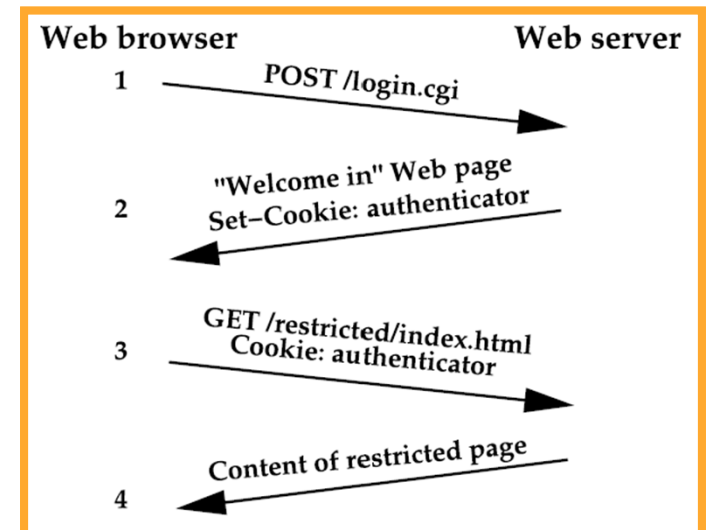 Web browser
Web server
1
POST /login.cgi
"Welcome in" Web page
2
Set-Cookie: authenticator
GET /restricted/index.html
3
Cookie: authenticator
Content of restricted page
4